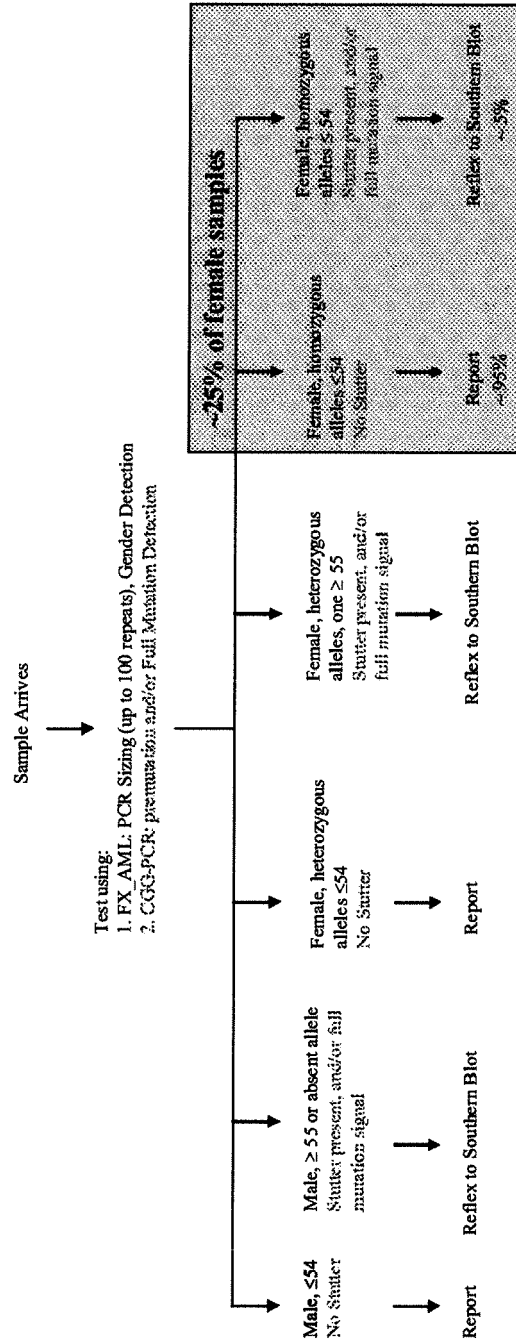 Sample Arrives
Test using:
1. FX_AML: PCR Sizing (up to 100 repeats), Gender Detection
2. CGG-PCR: premutation and/or Full Mutation Detection
~25% of female samples
Male, ≤54
No Stutter
Report
Male, ≥ 55 or absent allele
Stutter present, and/or full
mutation signal
Reflex to Southern Blot
Female, heterozygous
alleles ≤54
No Stutter
Report
Female, heterozygous
alleles, one ≥ 55
Stutter present, and/or
full mutation signal
Reflex to Southern Blot
Female, homozygous
alleles ≤54
No Stutter
Report
~95%
Female, homozygous
alleles ≤ 54
Stutter present, and/or
full mutation signal
Reflex to Southern Blot
~5%